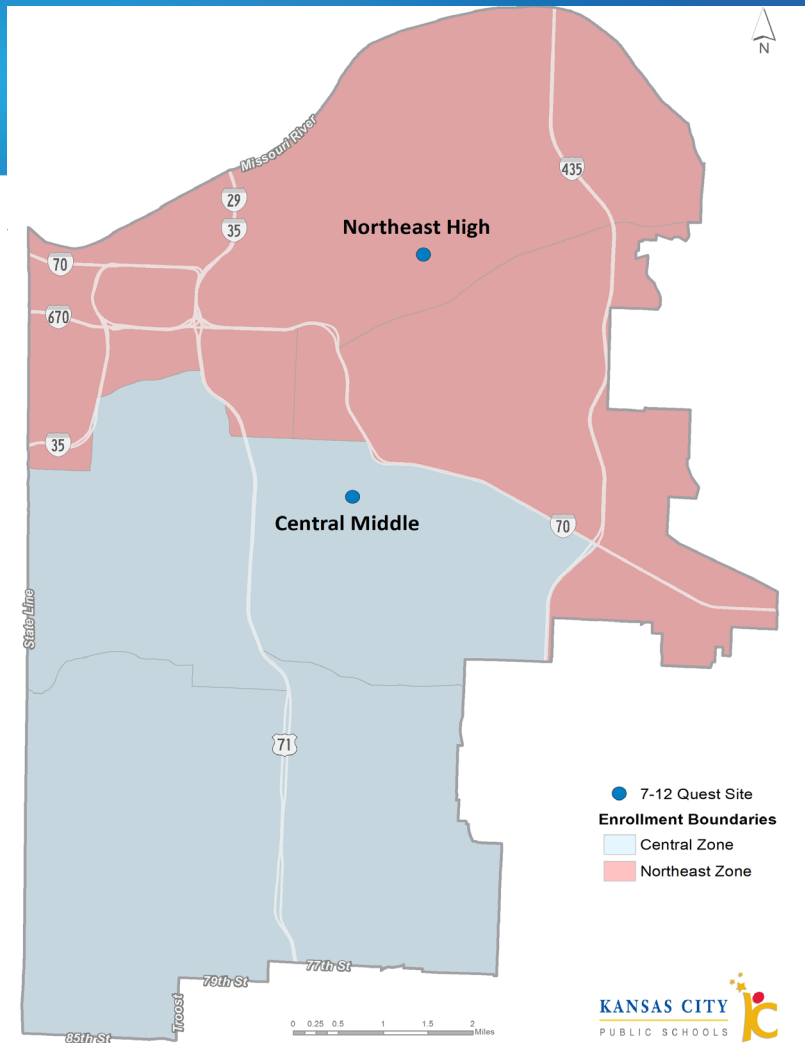 N
Missouri River
29
35
435
Northeast High
70
670
35
Central Middle
70
State Line
71
7-12 Quest Site
Enrollment Boundaries
Central Zone
Northeast Zone
77th St
79th St
Troost
85th St
0 0.25 0.5 1 1.5 2
Miles
KANSAS CITY
PUBLIC SCHOOLS
kc